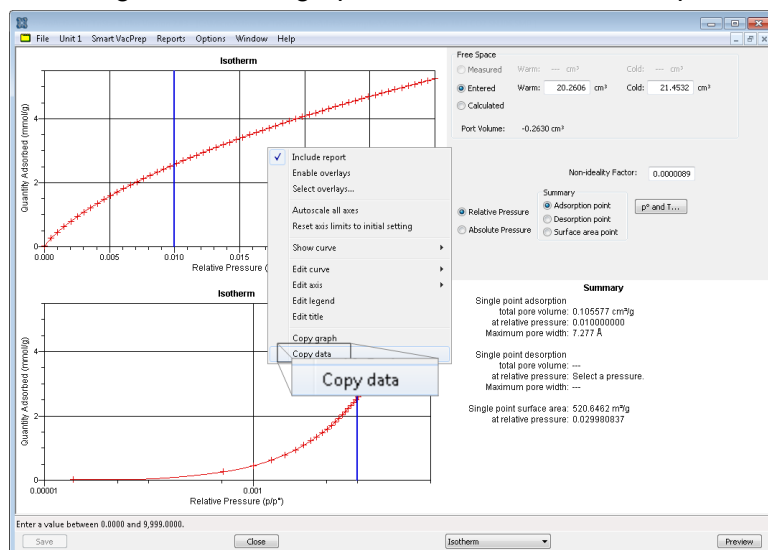 File Unit 1 Smart VacPrep Reports Options Window Help
Isotherm
Quantity Adsorbed (mmol/g)
4
2
0
0.000 0.005 0.010 0.015
Relative Pressure (
Isotherm
Quantity Adsorbed (mmol/g)
4
2
0
0.00001 0.001
Relative Pressure (p/p°)
✓ Include report
Enable overlays
Select overlays...
Autoscale all axes
Reset axis limits to initial setting
Show curve
Edit curve
Edit axis
Edit legend
Edit title
Copy graph
Copy data
Copy data
Free Space
Measured Warm: --- cm³ Cold: --- cm³
Entered Warm: 20.2606 cm³ Cold: 21.4532 cm³
Calculated
Port Volume: -0.2630 cm³
Non-ideality Factor: 0.0000089
Relative Pressure
Absolute Pressure
Summary
Adsorption point
Desorption point
Surface area point
p° and T...
Summary
Single point adsorption
total pore volume: 0.105577 cm³/g
at relative pressure: 0.010000000
Maximum pore width: 7.277 Å
Single point desorption
total pore volume: ---
at relative pressure: Select a pressure.
Maximum pore width: ---
Single point surface area: 520.6462 m²/g
at relative pressure: 0.029980837
Enter a value between 0.0000 and 9,999.0000.
Save Close Isotherm Preview